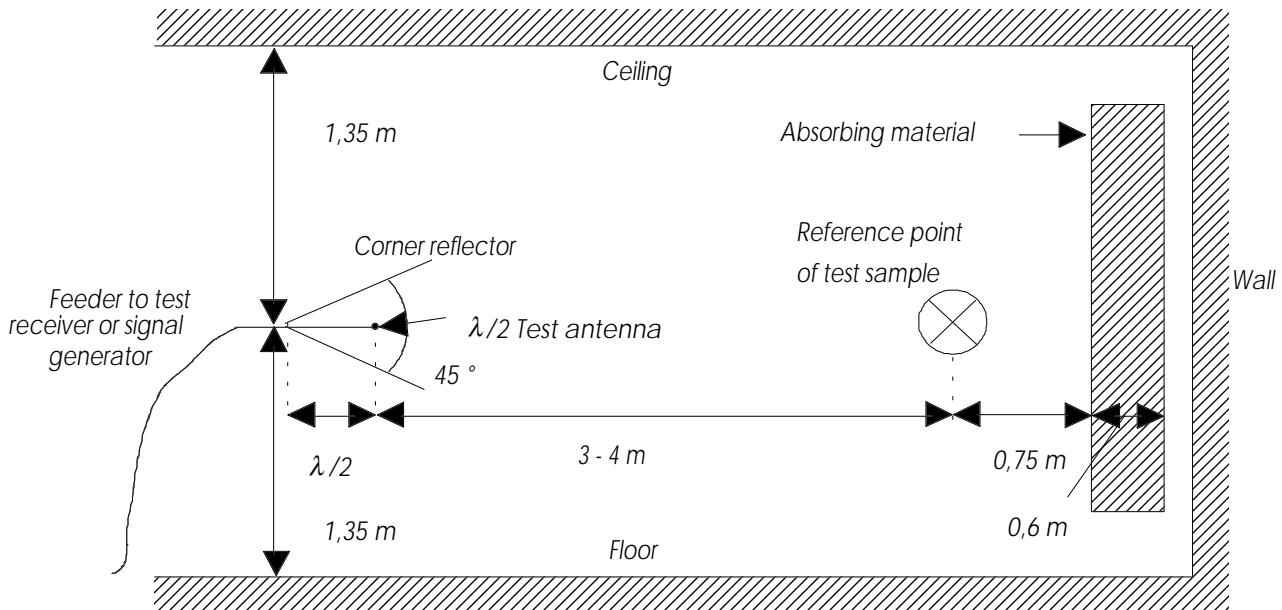 Ceiling
1,35 m
Absorbing material
Corner reflector
Reference point
of test sample
Wall
Feeder to test
receiver or signal
generator
λ/2 Test antenna
45 °
λ/2
3 - 4 m
0,75 m
1,35 m
0,6 m
Floor